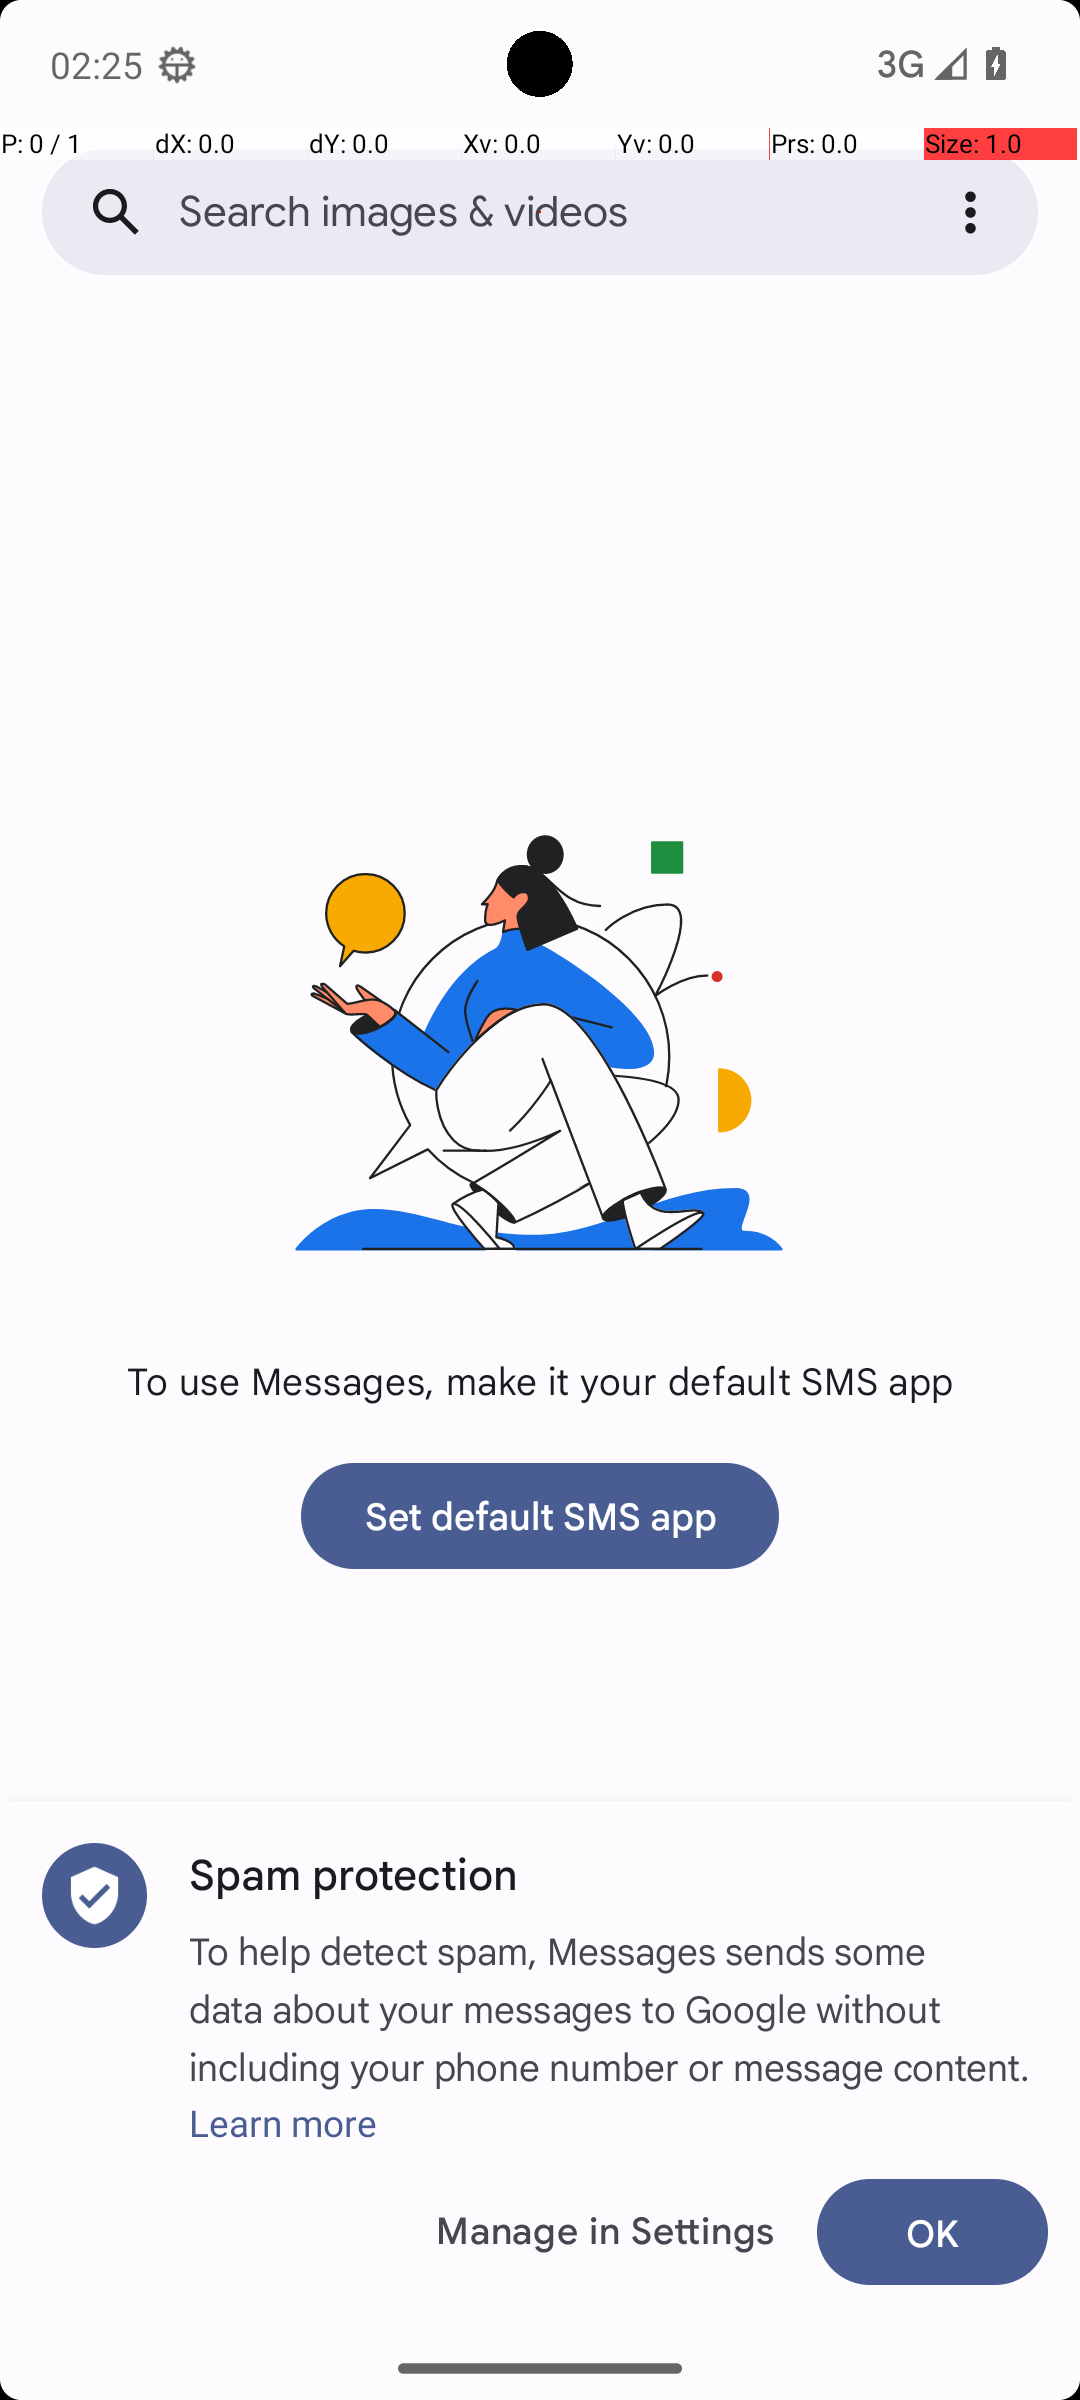 02:25
3G
P: 0 / 1 dX: 0.0 dY: 0.0 Xv: 0.0 Yv: 0.0 Prs: 0.0 Size: 1.0
Search images & videos
To use Messages, make it your default SMS app
Set default SMS app
Spam protection
To help detect spam, Messages sends some
data about your messages to Google without
including your phone number or message content.
Learn more
Manage in Settings
OK